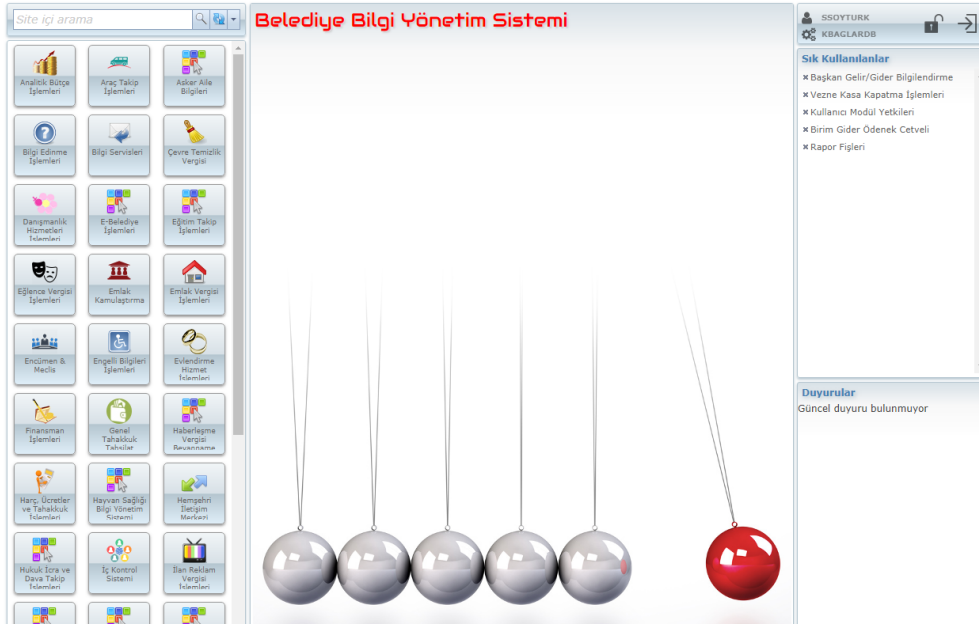 Site içi arama
Analitik Bütçe
İşlemleri
Araç Takip
İşlemleri
Asker Aile
Bilgileri
Bilgi Edinme
İşlemleri
Bilgi Servisleri
Çevre Temizlik
Vergisi
Danışmanlık
Hizmetleri
İşlemleri
E-Belediye
İşlemleri
Eğitim Takip
İşlemleri
Eğlence Vergisi
İşlemleri
Emlak
Kamulaştırma
Emlak Vergisi
İşlemleri
Encümen &
Meclis
Engelli Bilgileri
İşlemleri
Evlendirme
Hizmet
İşlemleri
Finansman
İşlemleri
Genel
Tahakkuk
Tahsilat
Haberleşme
Vergisi
Beyanname
Harç, Ücretler
ve Tahakkuk
İşlemleri
Hayvan Sağlığı
Bilgi Yönetim
Sistemi
Hemşehri
İletişim
Merkezi
Hukuk İcra ve
Dava Takip
İşlemleri
İç Kontrol
Sistemi
İlan Reklam
Vergisi
İşlemleri
Belediye Bilgi Yönetim Sistemi
SSOYTURK
KBAGLARDB
Sık Kullanılanlar
Başkan Gelir/Gider Bilgilendirme
Vezne Kasa Kapatma İşlemleri
Kullanıcı Modül Yetkileri
Birim Gider Ödenek Cetveli
Rapor Fişleri
Duyurular
Güncel duyuru bulunmuyor